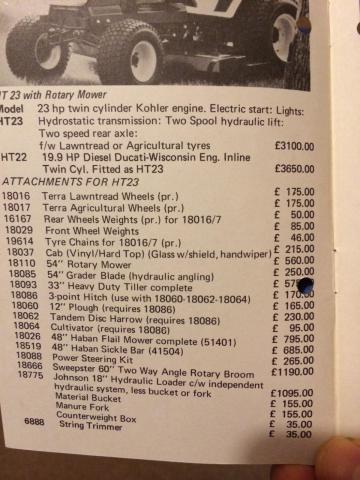 HT 23 with Rotary Mower
Model 23 hp twin cylinder Kohler engine. Electric start: Lights:
HT23 Hydrostatic transmission: Two Spool hydraulic lift:
Two speed rear axle:
f/w Lawntread or Agricultural tyres £3100.00
HT22 19.9 HP Diesel Ducati-Wisconsin Eng. Inline
Twin Cyl. Fitted as HT23 £3650.00
ATTACHMENTS FOR HT23
18016 Terra Lawntread Wheels (pr.) £ 175.00
18017 Terra Agricultural Wheels (pr.) £ 175.00
16167 Rear Wheels Weights (pr.) for 18016/7 £ 50.00
18029 Front Wheel Weights £ 85.00
19614 Tyre Chains for 18016/7 (pr.) £ 46.00
18037 Cab (Vinyl/Hard Top) (Glass w/shield, handwiper) £ 215.00
18110 54" Rotary Mower £ 560.00
18085 54" Grader Blade (hydraulic angling) £ 250.00
18093 33" Heavy Duty Tiller complete £
18086 3-point Hitch (use with 18060-18062-18064) £ 170.00
18060 12" Plough (requires 18086) £ 165.00
18062 Tandem Disc Harrow (requires 18086) £ 230.00
18064 Cultivator (requires 18086) £ 95.00
18026 48" Haban Flail Mower complete (51401) £ 795.00
18519 48" Haban Sickle Bar (41504) £ 685.00
18088 Power Steering Kit £ 265.00
18666 Sweepster 60" Two Way Angle Rotary Broom £1190.00
18775 Johnson 18" Hydraulic Loader c/w independent
hydraulic system, less bucket or fork £1095.00
Material Bucket £ 155.00
Manure Fork £ 155.00
Counterweight Box £ 35.00
6888 String Trimmer £ 35.00